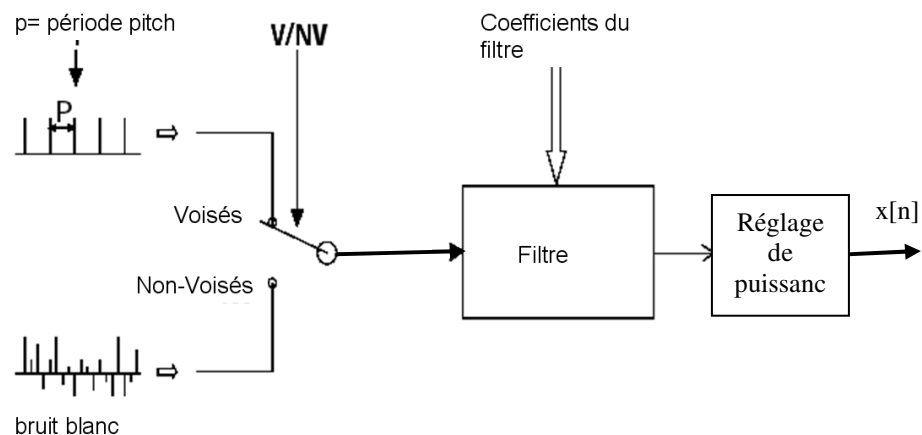 p= période pitch
V/NV
Coefficients du
filtre
P
Voisés
Non-Voisés
Filtre
Réglage
de
puissanc
x[n]
bruit blanc